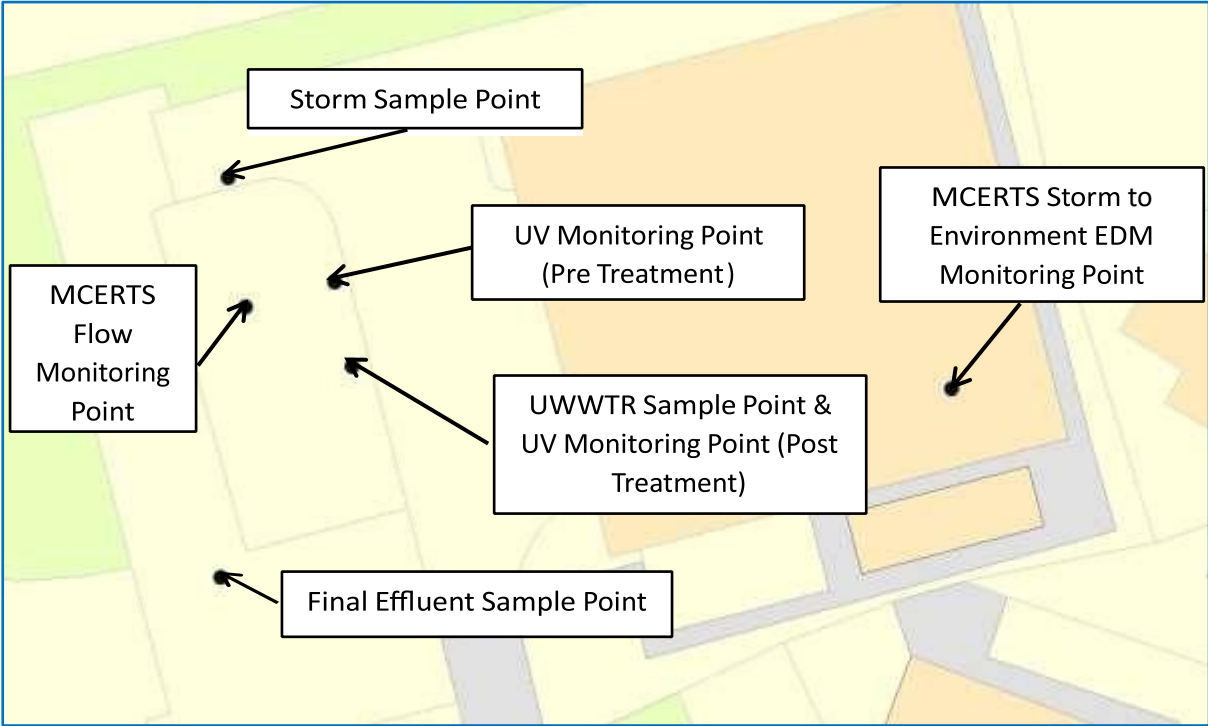 Storm Sample Point
UV Monitoring Point
(Pre Treatment)
MCERTS Storm to
Environment EDM
Monitoring Point
MCERTS
Flow
Monitoring
Point
UWWTR Sample Point &
UV Monitoring Point (Post
Treatment)
Final Effluent Sample Point